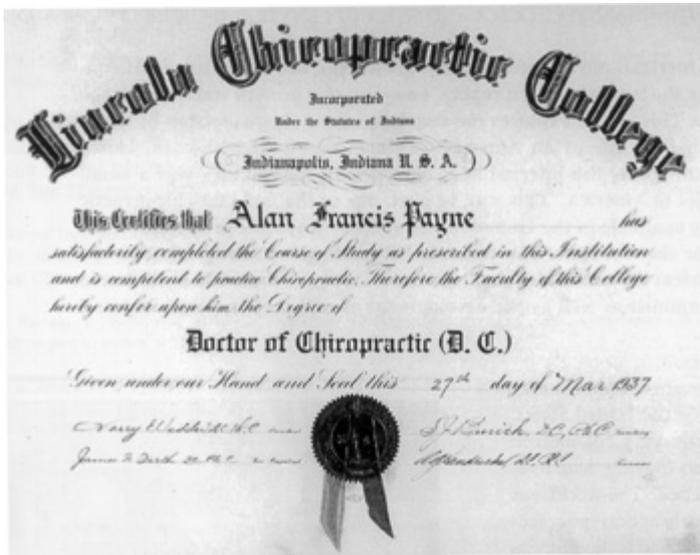 Lincoln Chiropractic College
Incorporated
Under the Statutes of Indiana
Indianapolis, Indiana U. S. A.
This Certifies that Alan Francis Payne has
satisfactorily completed the Course of Study as prescribed in this Institution
and is competent to practice Chiropractic. Therefore the Faculty of this College
hereby confer upon him the Degree of
Doctor of Chiropractic (D. C.)
Given under our Hand and Seal this 27th day of Mar 1937